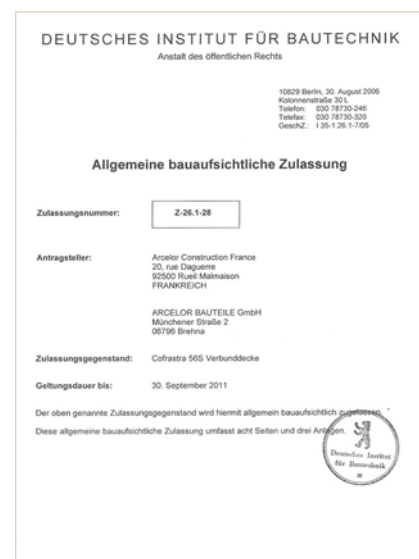 DEUTSCHES INSTITUT FÜR BAUTECHNIK
Anstalt des öffentlichen Rechts
10829 Berlin, 30. August 2006
Kolonnenstraße 30 L
Telefon: 030 78730-246
Telefax: 030 78730-320
GeschZ.: I 35-1.26.1-7/05
Allgemeine bauaufsichtliche Zulassung
Zulassungsnummer: Z-26.1-28
Antragsteller: Arcelor Construction France
20, rue Daguerre
92500 Rueil Malmaison
FRANKREICH
ARCELOR BAUTEILE GmbH
Münchener Straße 2
06796 Brehna
Zulassungsgegenstand: Cofrastra 56S Verbunddecke
Geltungsdauer bis: 30. September 2011
Der oben genannte Zulassungsgegenstand wird hiermit allgemein bauaufsichtlich zugelassen.
Diese allgemeine bauaufsichtliche Zulassung umfasst acht Seiten und drei Anlagen.
Deutsches Institut
für Bautechnik